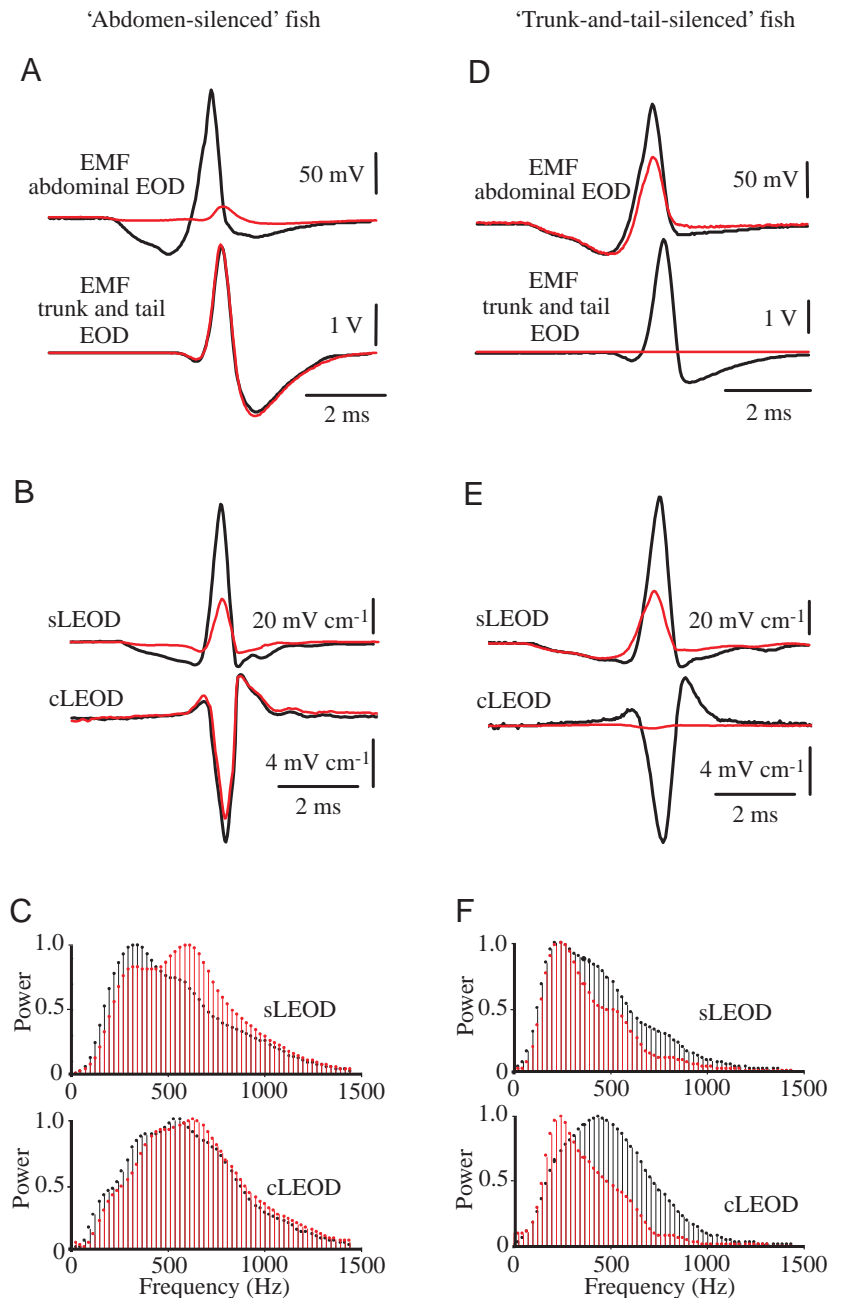 ‘Abdomen-silenced’ fish
‘Trunk-and-tail-silenced’ fish
A
EMF
abdominal EOD
50 mV
EMF
trunk and tail
EOD
1 V
2 ms
D
EMF
abdominal EOD
50 mV
EMF
trunk and tail
EOD
1 V
2 ms
B
sLEOD
20 mV cm-1
cLEOD
4 mV cm-1
2 ms
E
sLEOD
20 mV cm-1
cLEOD
4 mV cm-1
2 ms
C
1.0
Power
0.5
sLEOD
0
0 500 1000 1500
1.0
Power
0.5
cLEOD
0
0 500 1000 1500
Frequency (Hz)
F
1.0
Power
0.5
sLEOD
0
0 500 1000 1500
1.0
Power
0.5
cLEOD
0
0 500 1000 1500
Frequency (Hz)